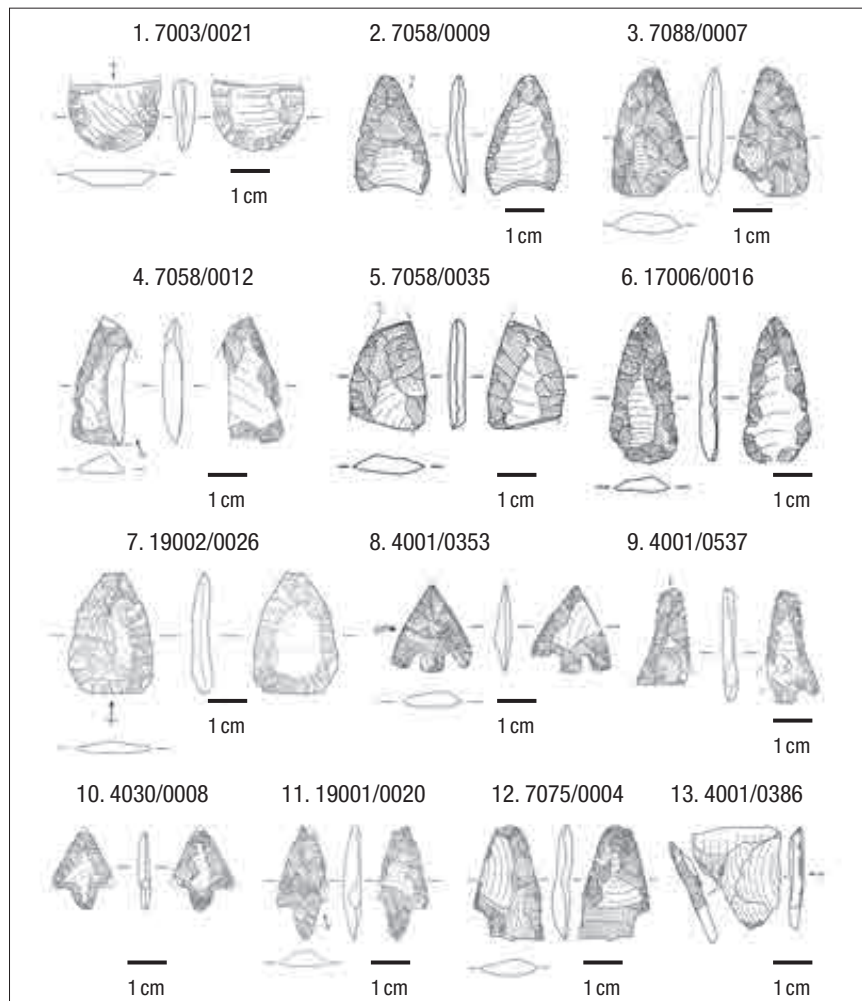 1. 7003/0021
2. 7058/0009
3. 7088/0007
1 cm
1 cm
1 cm
4. 7058/0012
5. 7058/0035
6. 17006/0016
1 cm
1 cm
1 cm
7. 19002/0026
8. 4001/0353
9. 4001/0537
1 cm
1 cm
1 cm
10. 4030/0008
11. 19001/0020
12. 7075/0004
13. 4001/0386
1 cm
1 cm
1 cm
1 cm